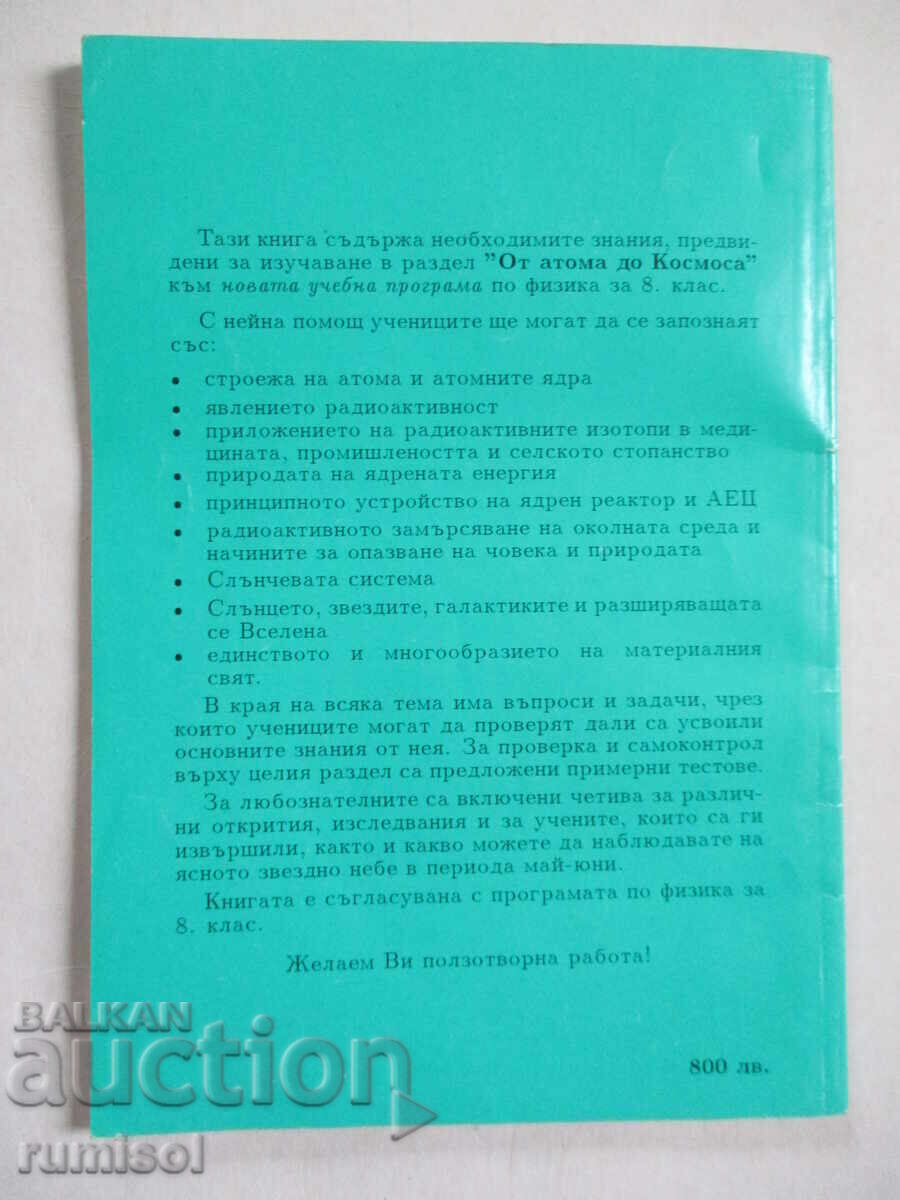 Тази книга съдържа необходимите знания, предви-
дени за изучаване в раздел "От атома до Космоса"
към новата учебна програма по физика за 8. клас.
С нейна помощ учениците ще могат да се запознаят
със:
• строежа на атома и атомните ядра
• явлението радиоактивност
• приложението на радиоактивните изотопи в меди-
цината, промишлеността и селското стопанство
• природата на ядрената енергия
• принципното устройство на ядрен реактор и АЕЦ
• радиоактивното замърсяване на околната среда и
начините за опазване на човека и природата
• Слънчевата система
• Слънцето, звездите, галактиките и разширяващата
се Вселена
• единството и многообразието на материалния
свят.
В края на всяка тема има въпроси и задачи, чрез
които учениците могат да проверят дали са усвоили
основните знания от нея. За проверка и самоконтрол
върху целия раздел са предложени примерни тестове.
За любознателните са включени четива за различ-
ни открития, изследвания и за учените, които са ги
извършили, както и какво можете да наблюдавате на
ясното звездно небе в периода май-юни.
Книгата е съгласувана с програмата по физика за
8. клас.
Желаем Ви ползотворна работа!
BALKAN
auction
800 лв.
rumisol